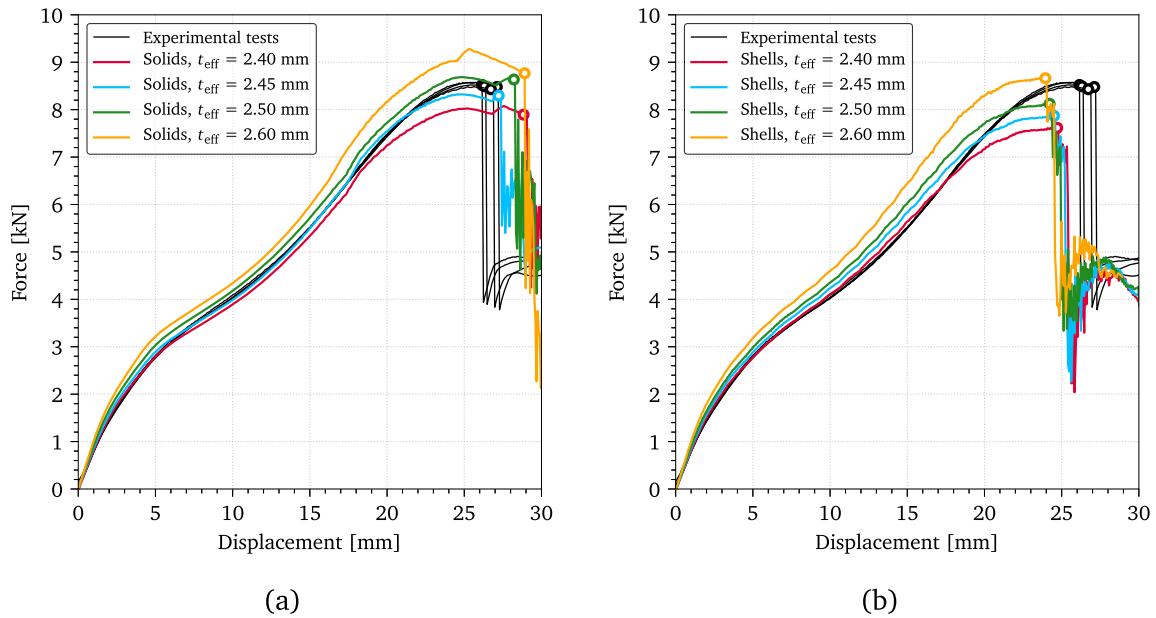 Force [kN]
10
9
8
7
6
5
4
3
2
1
0
Experimental tests
Solids, t_eff = 2.40 mm
Solids, t_eff = 2.45 mm
Solids, t_eff = 2.50 mm
Solids, t_eff = 2.60 mm
0 5 10 15 20 25 30
Displacement [mm]
(a)
Force [kN]
10
9
8
7
6
5
4
3
2
1
0
Experimental tests
Shells, t_eff = 2.40 mm
Shells, t_eff = 2.45 mm
Shells, t_eff = 2.50 mm
Shells, t_eff = 2.60 mm
0 5 10 15 20 25 30
Displacement [mm]
(b)